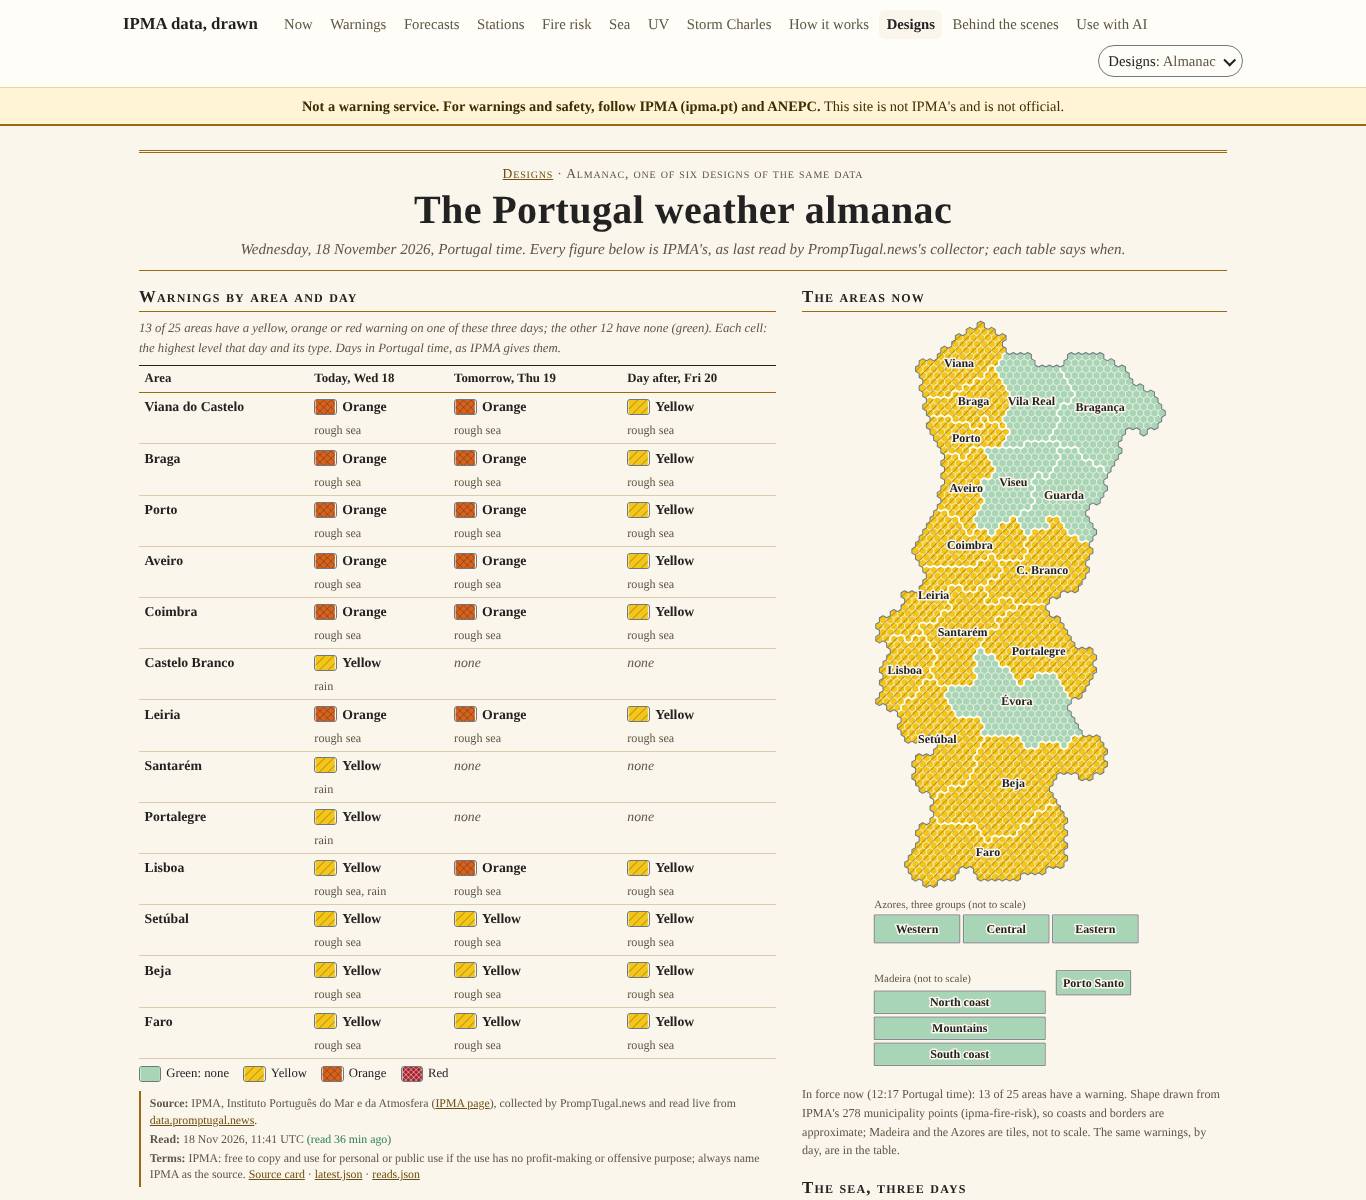 IPMA data, drawn
Now Warnings Forecasts Stations Fire risk Sea UV Storm Charles How it works Designs Behind the scenes Use with AI
Designs: Almanac
Not a warning service. For warnings and safety, follow IPMA (ipma.pt) and ANEPC. This site is not IPMA's and is not official.
Designs · Almanac, one of six designs of the same data
The Portugal weather almanac
Wednesday, 18 November 2026, Portugal time. Every figure below is IPMA's, as last read by PrompTugal.news's collector; each table says when.
Warnings by area and day
13 of 25 areas have a yellow, orange or red warning on one of these three days; the other 12 have none (green). Each cell:
the highest level that day and its type. Days in Portugal time, as IPMA gives them.
Area Today, Wed 18 Tomorrow, Thu 19 Day after, Fri 20
Viana do Castelo Orange Orange Yellow
rough sea rough sea rough sea
Braga Orange Orange Yellow
rough sea rough sea rough sea
Porto Orange Orange Yellow
rough sea rough sea rough sea
Aveiro Orange Orange Yellow
rough sea rough sea rough sea
Coimbra Orange Orange Yellow
rough sea rough sea rough sea
Castelo Branco Yellow none none
rain
Leiria Orange Orange Yellow
rough sea rough sea rough sea
Santarém Yellow none none
rain
Portalegre Yellow none none
rain
Lisboa Yellow Orange Yellow
rough sea, rain rough sea rough sea
Setúbal Yellow Yellow Yellow
rough sea rough sea rough sea
Beja Yellow Yellow Yellow
rough sea rough sea rough sea
Faro Yellow Yellow Yellow
rough sea rough sea rough sea
Green: none Yellow Orange Red
Source: IPMA, Instituto Português do Mar e da Atmosfera (IPMA page), collected by PrompTugal.news and read live from
data.promptugal.news.
Read: 18 Nov 2026, 11:41 UTC (read 36 min ago)
Terms: IPMA: free to copy and use for personal or public use if the use has no profit-making or offensive purpose; always name
IPMA as the source. Source card · latest.json · reads.json
The areas now
Viana
Braga Vila Real Bragança
Porto
Aveiro Viseu Guarda
Coimbra
C. Branco
Leiria
Santarém
Portalegre
Lisboa
Évora
Setúbal
Beja
Faro
Azores, three groups (not to scale)
Western Central Eastern
Madeira (not to scale) Porto Santo
North coast
Mountains
South coast
In force now (12:17 Portugal time): 13 of 25 areas have a warning. Shape drawn from
IPMA's 278 municipality points (ipma-fire-risk), so coasts and borders are
approximate; Madeira and the Azores are tiles, not to scale. The same warnings, by
day, are in the table.
The sea, three days